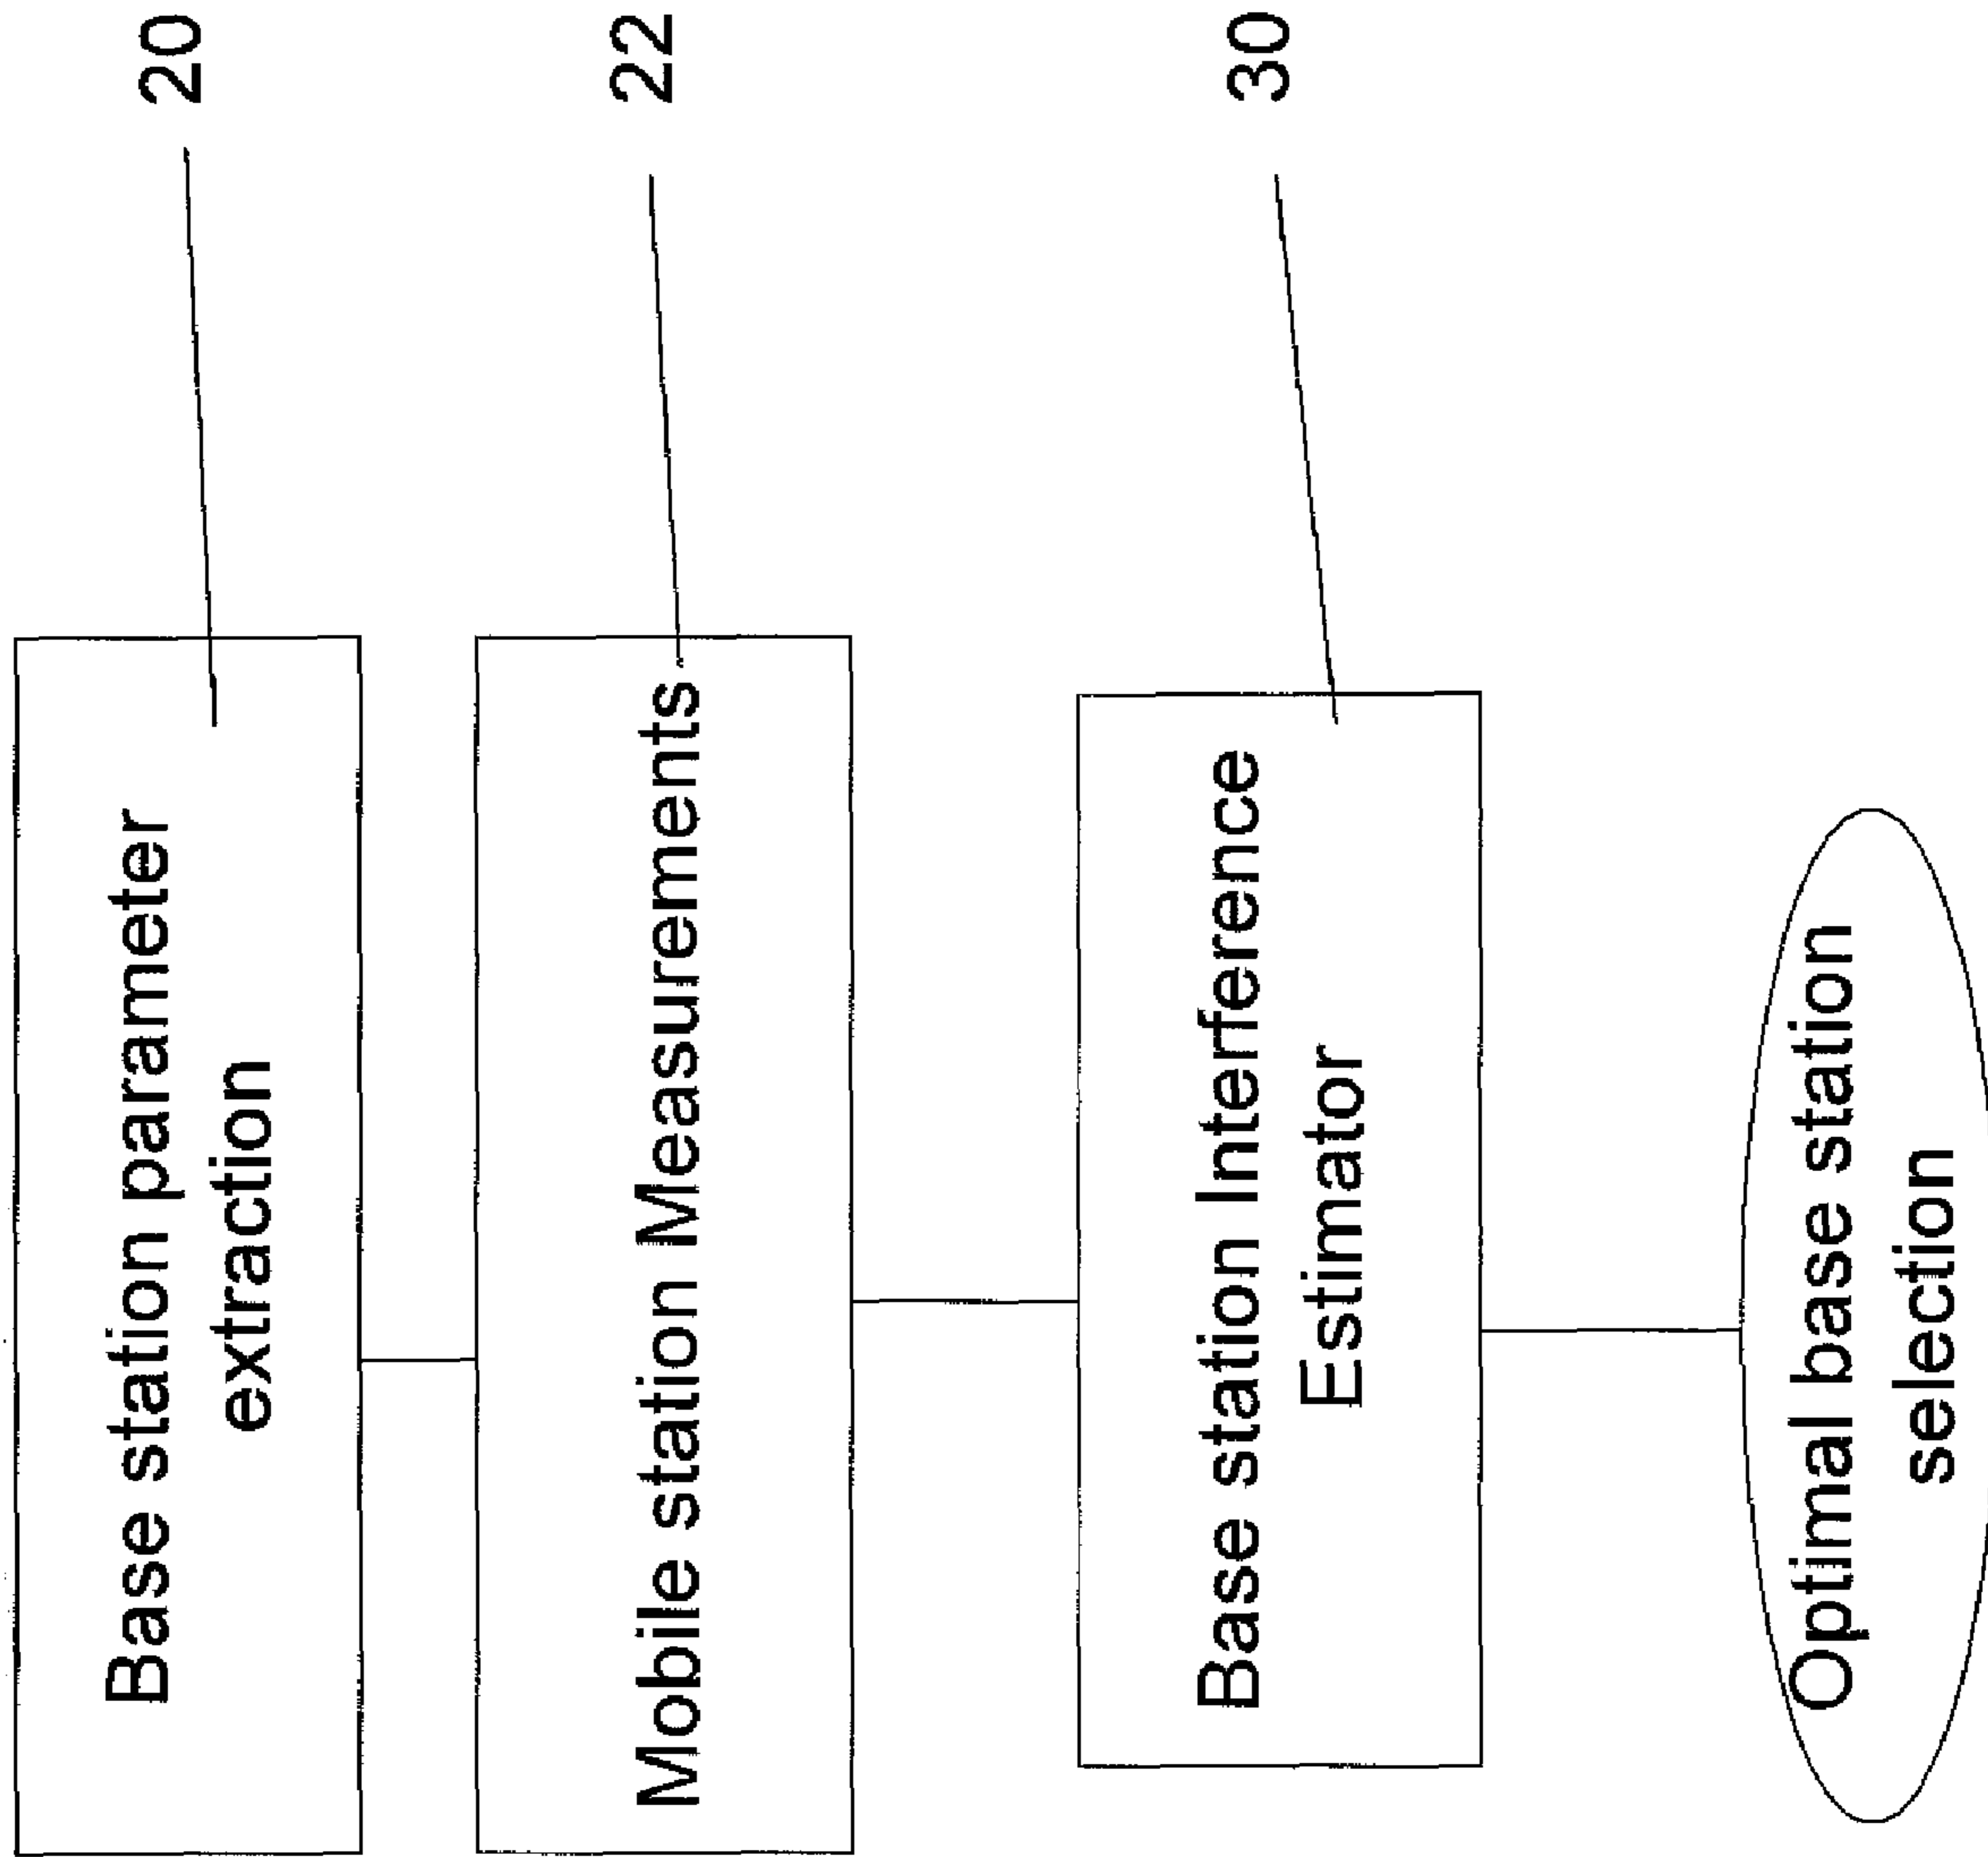 Base station parameter
extraction
20
Mobile station Measurements
22
Base station Interference
Estimator
30
Optimal base station
selection